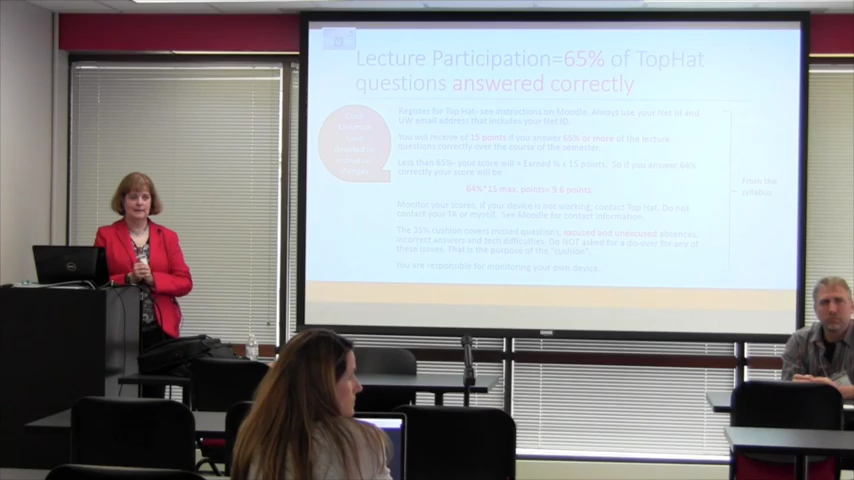 Lecture Participation=65% of TopHat
questions answered correctly
Register for Top Hat- see instructions on Moodle. Always use your Net Id and
UW email address that includes your Net ID.
You will receive of 15 points if you answer 65% or more of the lecture
questions correctly over the course of the semester.
Less than 65%- your score will = Earned % x 15 points. So if you answer 64%
correctly your score will be
64%*15 max. points= 9.6 points
Monitor your scores, if your device is not working, contact Top Hat. Do not
contact your TA or myself. See Moodle for contact information.
The 35% cushion covers missed questions, excused and unexcused absences,
incorrect answers and tech difficulties. Do NOT asked for a do-over for any of
these issues. That is the purpose of the "cushion".
You are responsible for monitoring your own device.
From the
syllabus